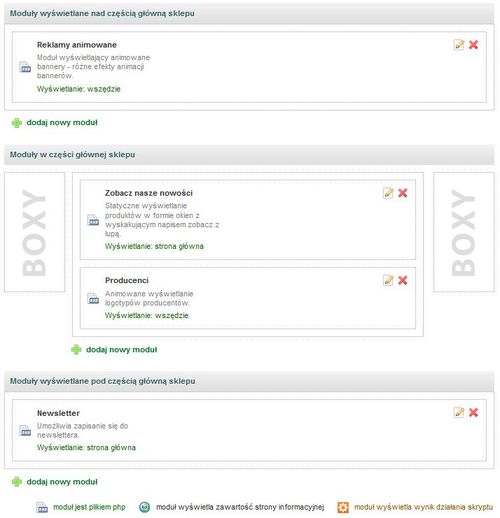 Moduły wyświetlane nad częścią główną sklepu
Reklamy animowane
Moduł wyświetlający animowane
bannery - różne efekty animacji
bannerów.
Wyświetlanie: wszędzie
dodaj nowy moduł
Moduły w części głównej sklepu
BOXY
Zobacz nasze nowości
Statyczne wyświetlanie
produktów w formie okien z
wyskakującym napisem zobacz z
lupą.
Wyświetlanie: strona główna
Producenci
Animowane wyświetlanie
logotypów producentów.
Wyświetlanie: wszędzie
BOXY
dodaj nowy moduł
Moduły wyświetlane pod częścią główną sklepu
Newsletter
Umożliwia zapisanie się do
newslettera.
Wyświetlanie: strona główna
dodaj nowy moduł
moduł jest plikiem php
moduł wyświetla zawartość strony informacyjnej
moduł wyświetla wynik działania skryptu